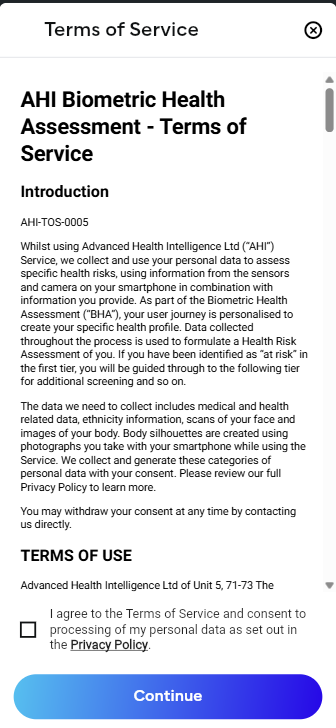 Terms of Service
AHI Biometric Health
Assessment - Terms of
Service
Introduction
AHI-TOS-0005
Whilst using Advanced Health Intelligence Ltd (“AHI”)
Service, we collect and use your personal data to assess
specific health risks, using information from the sensors
and camera on your smartphone in combination with
information you provide. As part of the Biometric Health
Assessment (“BHA”), your user journey is personalised to
create your specific health profile. Data collected
throughout the process is used to formulate a Health Risk
Assessment of you. If you have been identified as “at risk” in
the first tier, you will be guided through to the following tier
for additional screening and so on.
The data we need to collect includes medical and health
related data, ethnicity information, scans of your face and
images of your body. Body silhouettes are created using
photographs you take with your smartphone while using the
Service. We collect and generate these categories of
personal data with your consent. Please review our full
Privacy Policy to learn more.
You may withdraw your consent at any time by contacting
us directly.
TERMS OF USE
Advanced Health Intelligence Ltd of Unit 5, 71-73 The
I agree to the Terms of Service and consent to
processing of my personal data as set out in
the Privacy Policy.
Continue